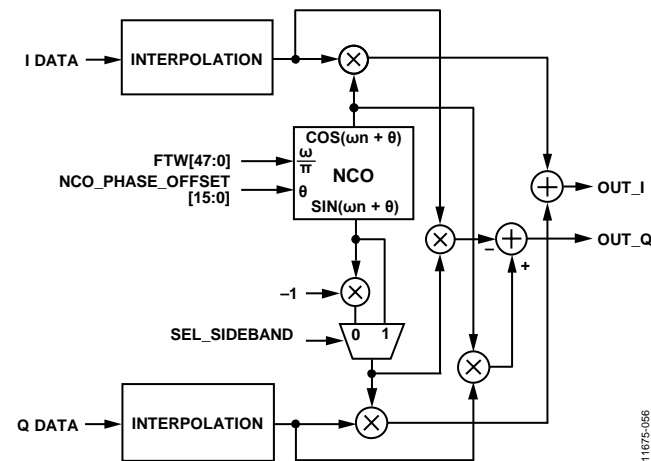 I DATA
INTERPOLATION
×
COS(ωn + θ)
FTW[47:0]
ω
π
NCO
NCO_PHASE_OFFSET
[15:0]
θ
SIN(ωn + θ)
+
OUT_I
×
–
+
OUT_Q
+
–1
×
SEL_SIDEBAND
0 1
×
Q DATA
INTERPOLATION
×
11675-056